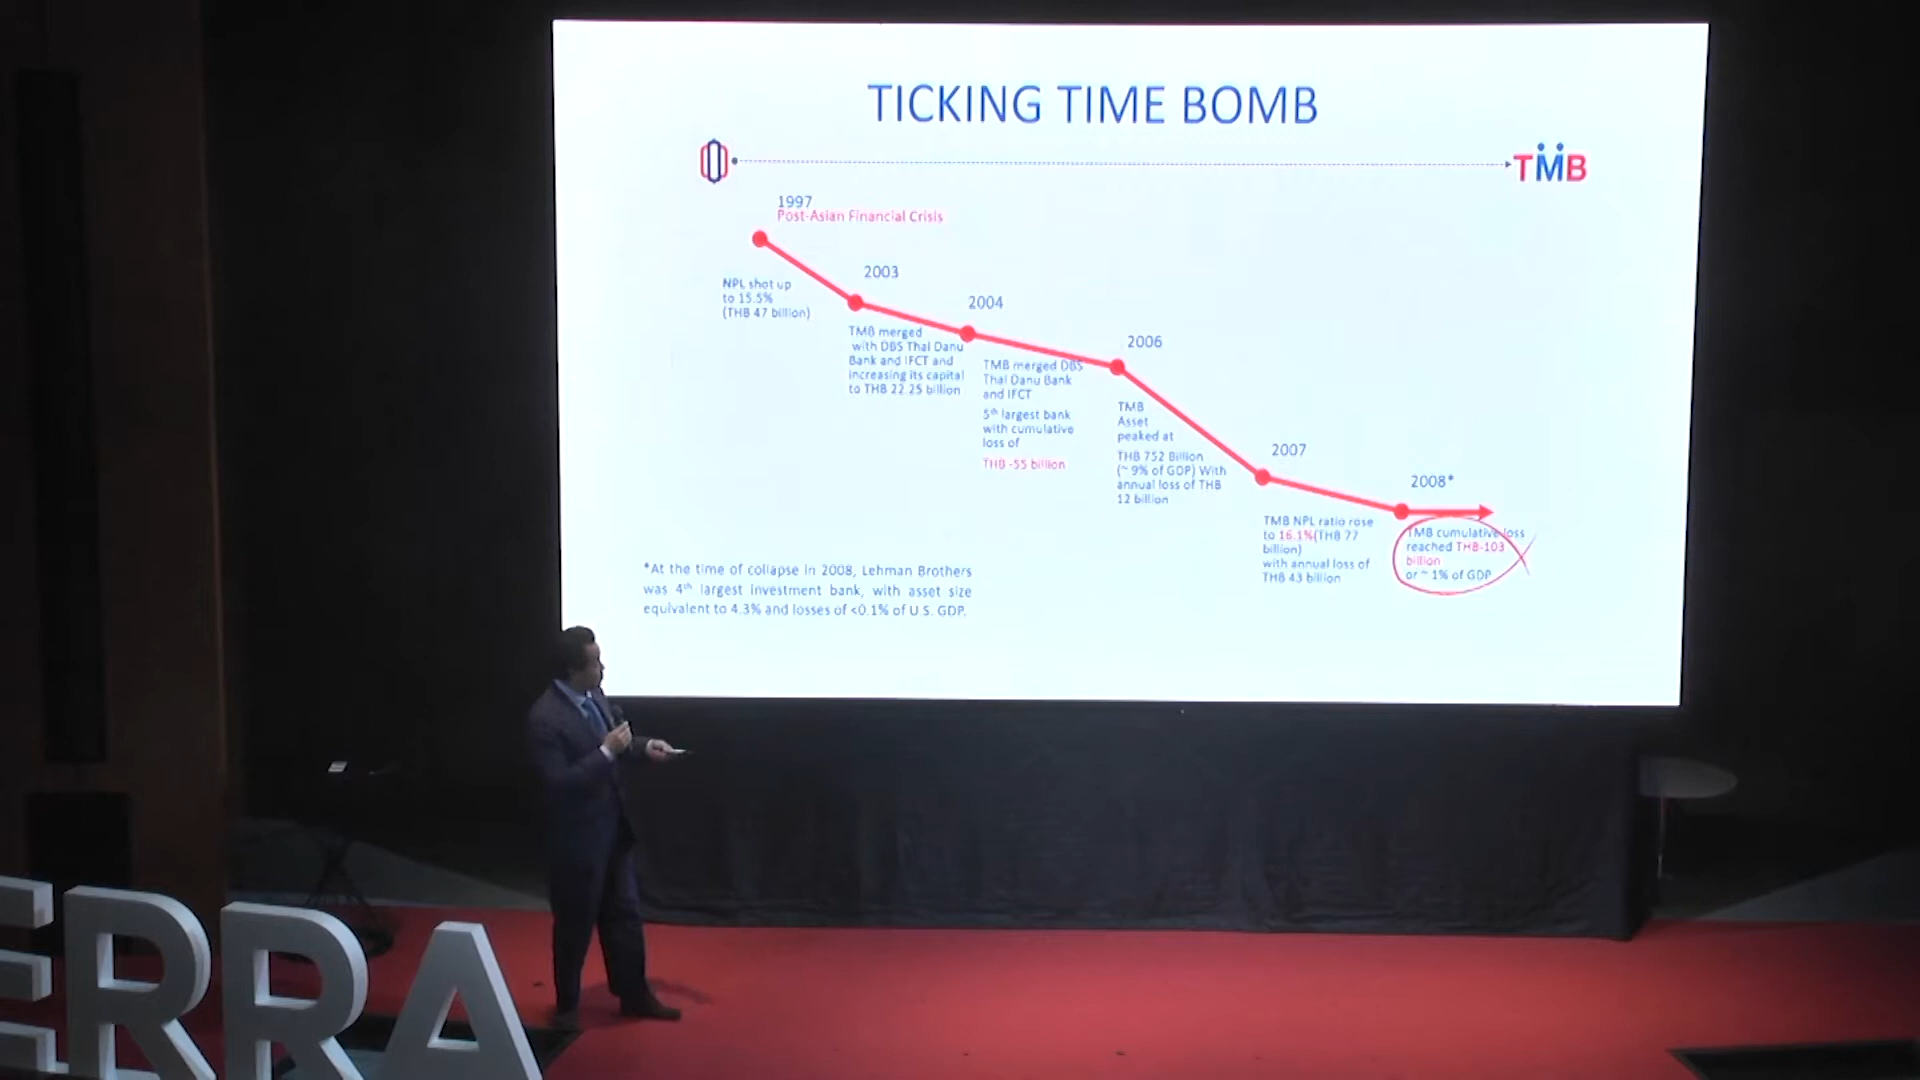 TICKING TIME BOMB
TMB
1997
Post-Asian Financial Crisis
NPL shot up
to 15.5%
(THB 47 billion)
2003
TMB merged
with DBS Thai Danu
Bank and IFCT and
increasing its capital
to THB 22.25 billion
2004
TMB merged DBS
Thai Danu Bank
and IFCT
5th largest bank
with cumulative
loss of
THB -55 billion
2006
TMB
Asset
peaked at
THB 752 Billion
(~ 9% of GDP) With
annual loss of THB
12 billion
2007
TMB NPL ratio rose
to 16.1%(THB 77
billion)
with annual loss of
THB 43 billion
2008*
TMB cumulative loss
reached THB-103
billion
or ~ 1% of GDP
*At the time of collapse in 2008, Lehman Brothers
was 4th largest investment bank, with asset size
equivalent to 4.3% and losses of <0.1% of U.S. GDP.
ERRA